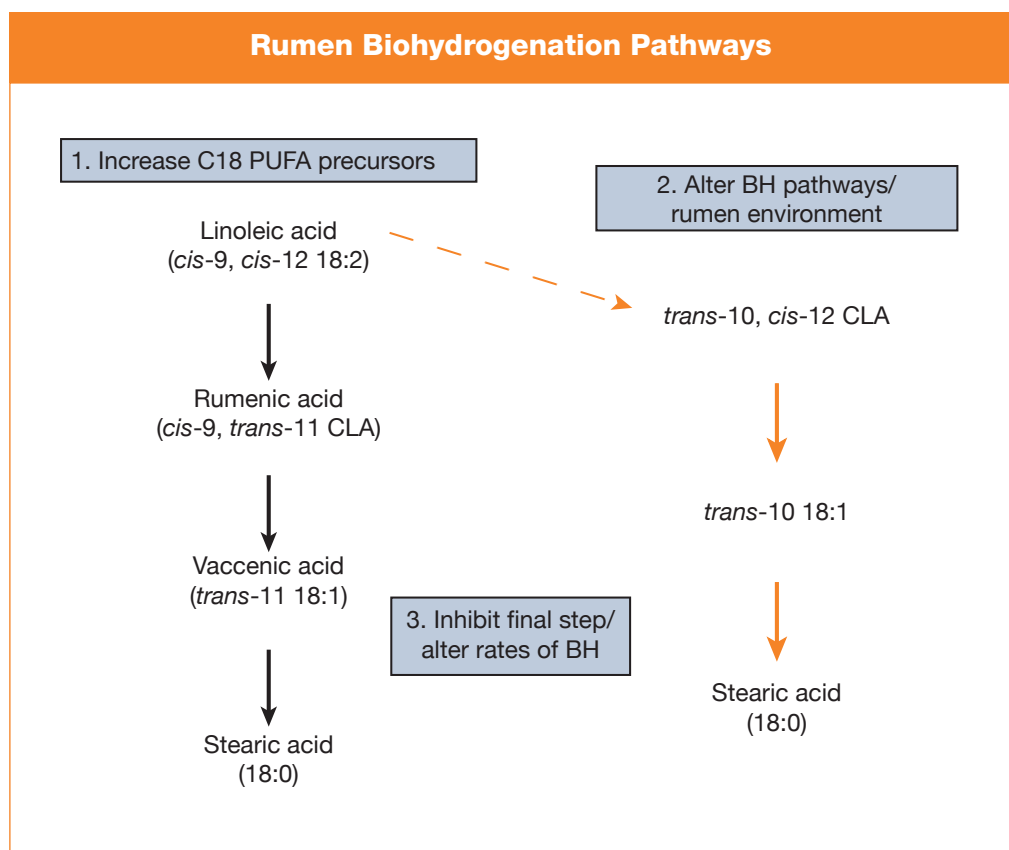 Rumen Biohydrogenation Pathways
1. Increase C18 PUFA precursors
2. Alter BH pathways/
rumen environment
Linoleic acid
(cis-9, cis-12 18:2)
trans-10, cis-12 CLA
Rumenic acid
(cis-9, trans-11 CLA)
trans-10 18:1
Vaccenic acid
(trans-11 18:1)
3. Inhibit final step/
alter rates of BH
Stearic acid
(18:0)
Stearic acid
(18:0)